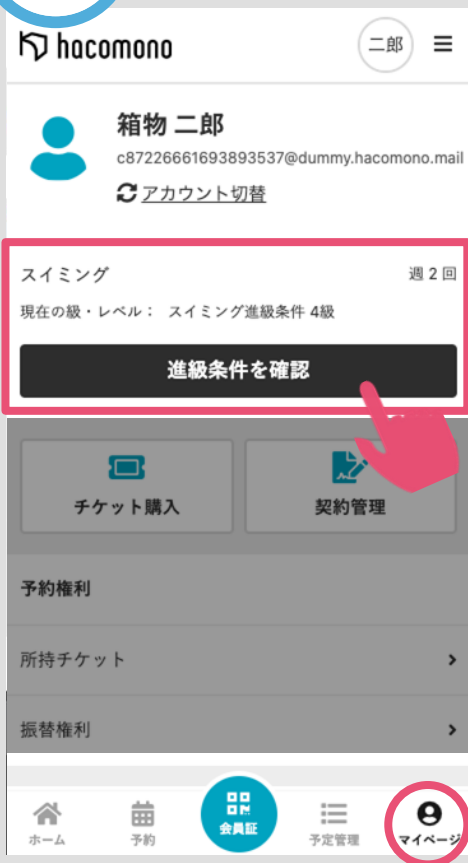 hacomono
二郎
箱物 二郎
c87226661693893537@dummy.hacomono.mail
アカウント切替
スイミング 週 2 回
現在の級・レベル： スイミング進級条件 4級
進級条件を確認
チケット購入 契約管理
予約権利
所持チケット
振替権利
ホーム 予約 会員証 予定管理 マイページ